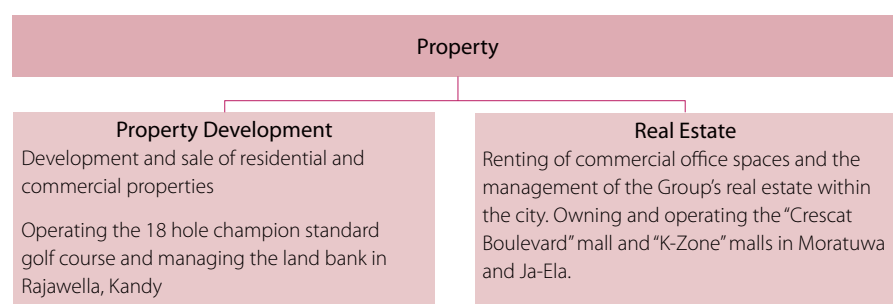 Property
Property Development
Development and sale of residential and
commercial properties
Operating the 18 hole champion standard
golf course and managing the land bank in
Rajawella, Kandy
Real Estate
Renting of commercial office spaces and the
management of the Group’s real estate within
the city. Owning and operating the “Crescat
Boulevard” mall and “K-Zone” malls in Moratuwa
and Ja-Ela.